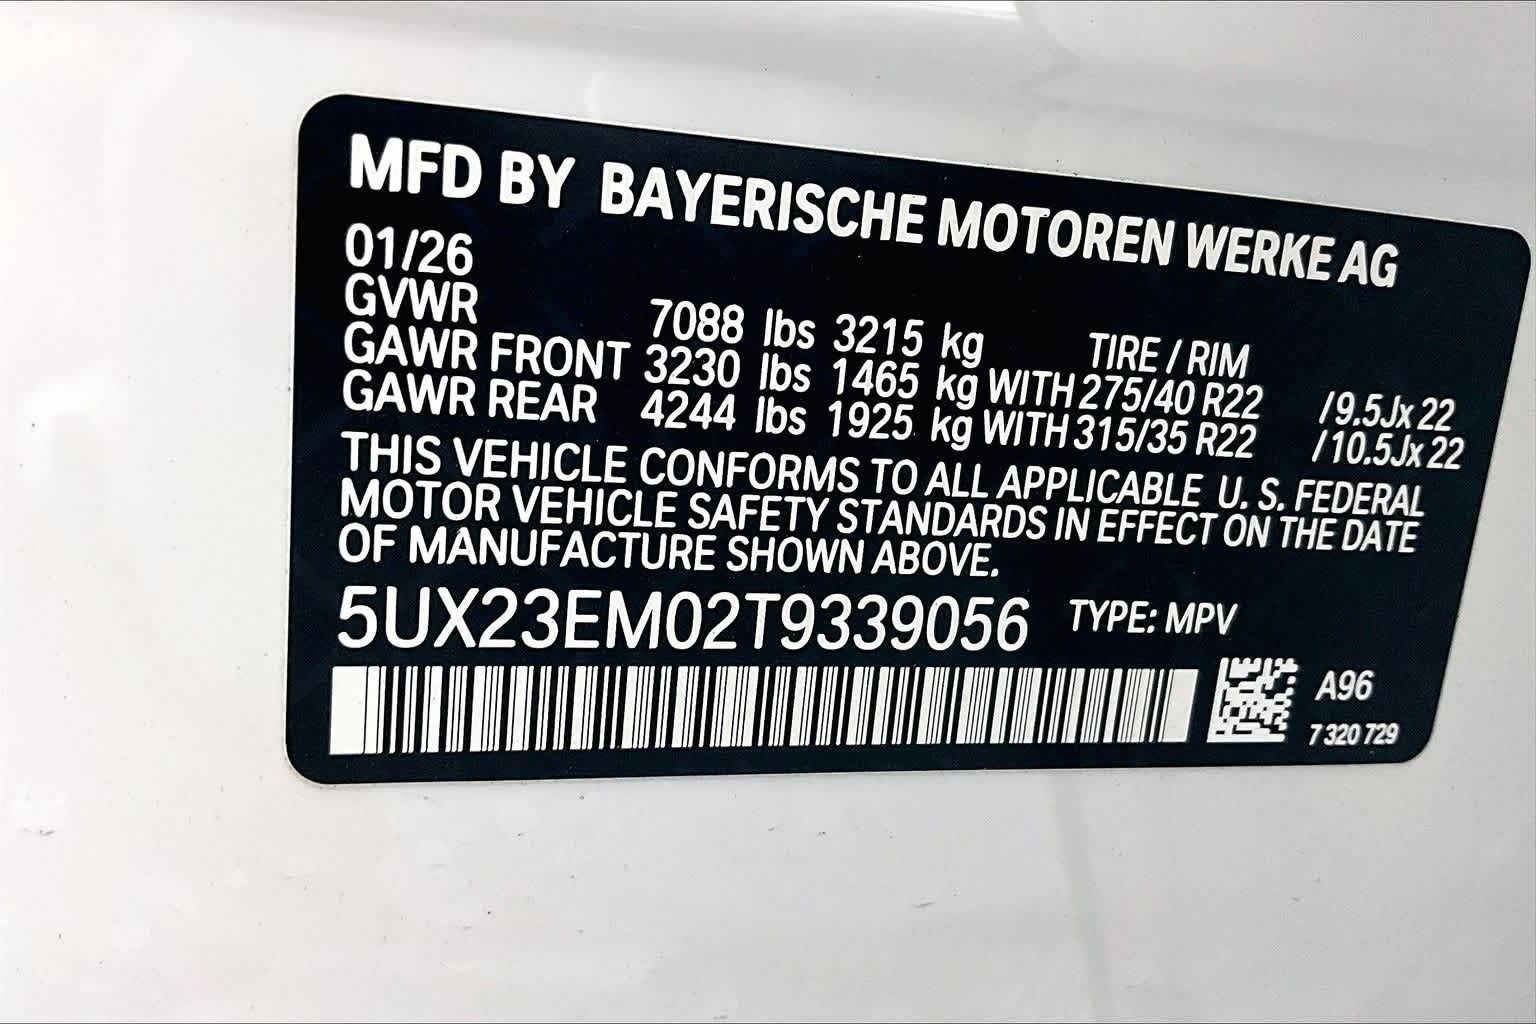 MFD BY BAYERISCHE MOTOREN WERKE AG
01/26
GVWR 7088 lbs 3215 kg TIRE / RIM
GAWR FRONT 3230 lbs 1465 kg WITH 275/40 R22 /9.5Jx 22
GAWR REAR 4244 lbs 1925 kg WITH 315/35 R22 /10.5Jx 22
THIS VEHICLE CONFORMS TO ALL APPLICABLE U. S. FEDERAL
MOTOR VEHICLE SAFETY STANDARDS IN EFFECT ON THE DATE
OF MANUFACTURE SHOWN ABOVE.
5UX23EM02T9339056 TYPE: MPV
A96
7 320 729